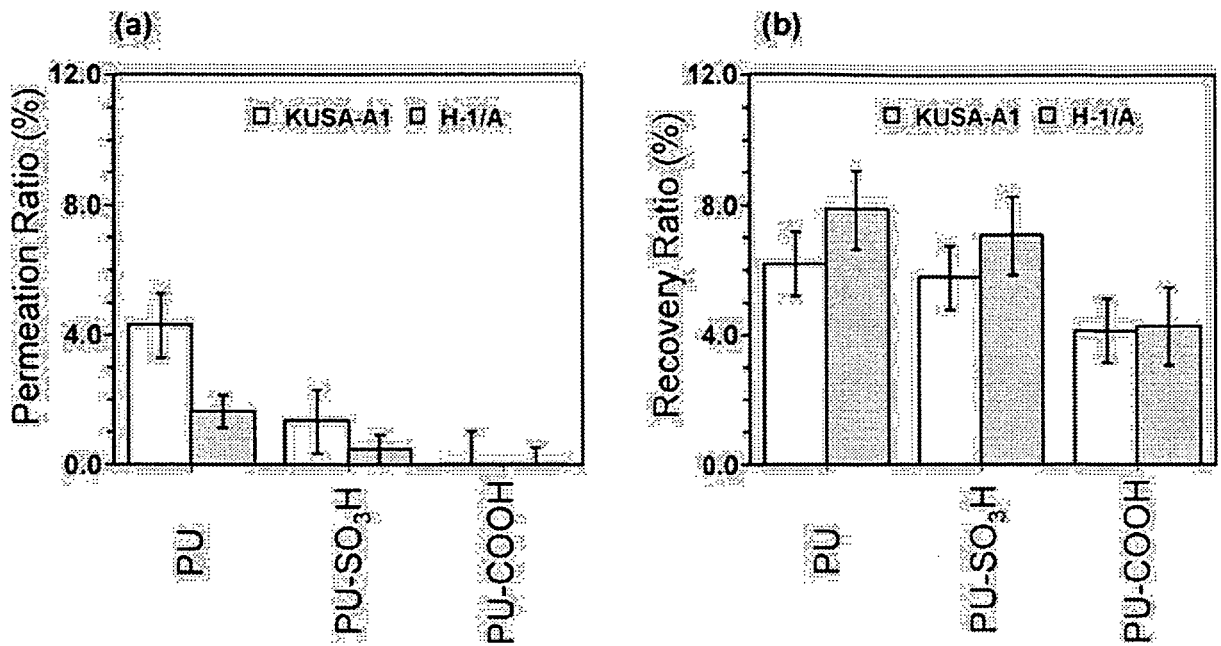 (a)
Permeation Ratio (%)
12.0
8.0
4.0
0.0
KUSA-A1 H-1/A
PU
PU-SO₃H
PU-COOH
(b)
Recovery Ratio (%)
12.0
8.0
4.0
0.0
KUSA-A1 H-1/A
PU
PU-SO₃H
PU-COOH